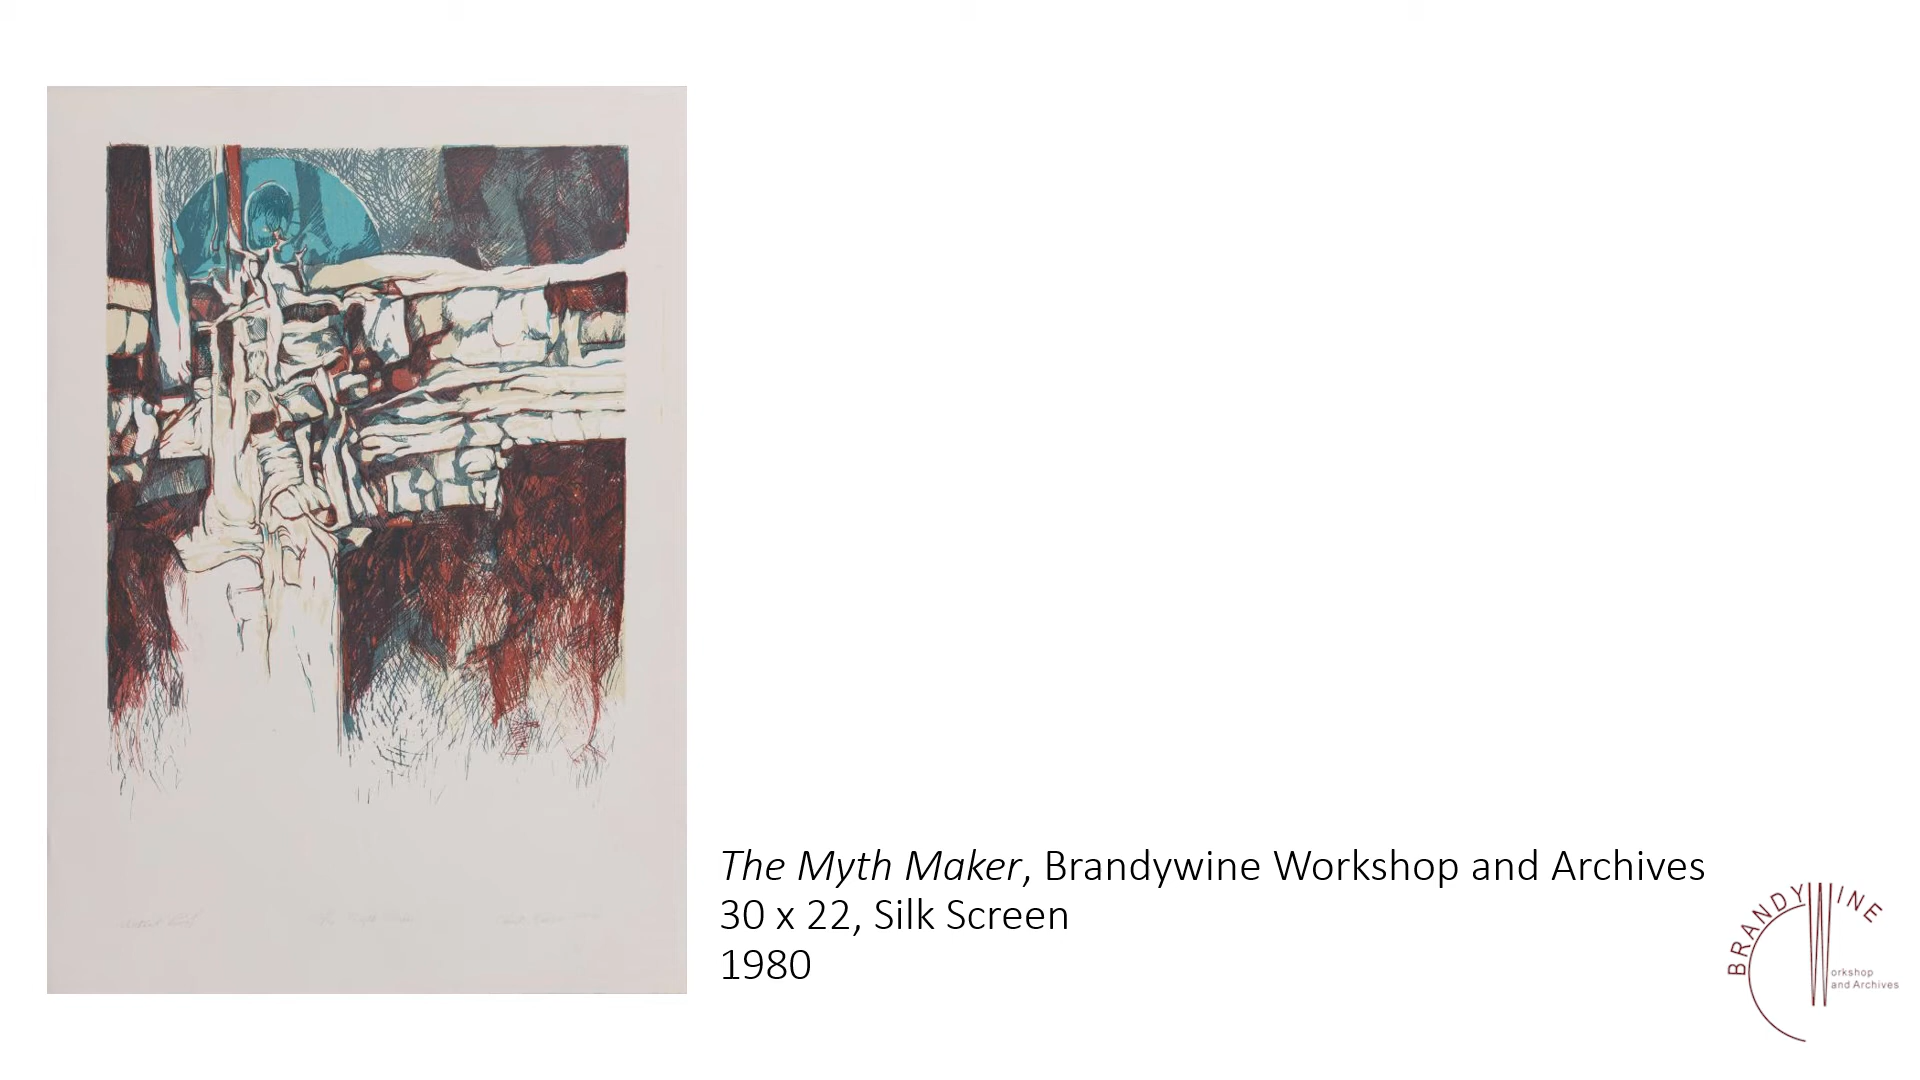 The Myth Maker, Brandywine Workshop and Archives
30 x 22, Silk Screen
1980
BRANDYWINE
orkshop
and Archives